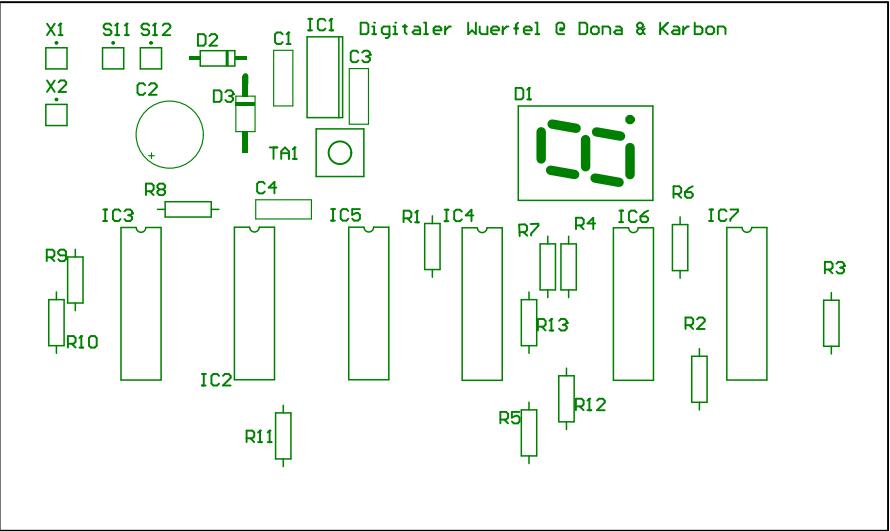 X1 S11 S12 D2 C1 IC1 Digitaler Wuerfel @ Dona & Karbon
C3
X2 C2 D3 D1
TA1
R8 C4 R6
IC3 IC5 R1 IC4 R7 R4 IC6 IC7
R9 R3
R10 R13 R2
IC2
R11 R5 R12